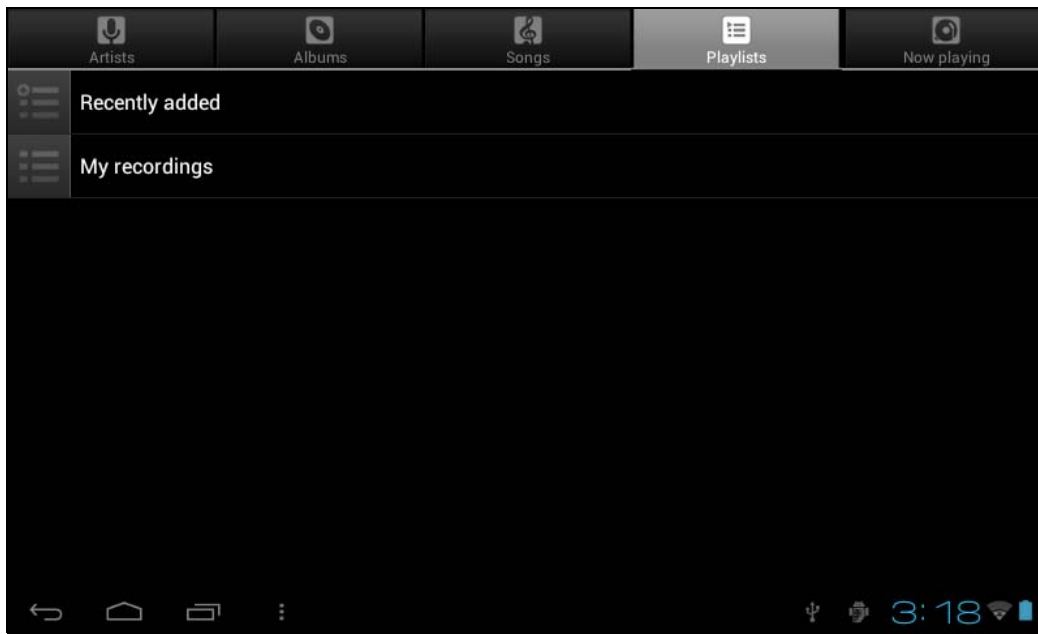 Artists
Albums
Songs
Playlists
Now playing
Recently added
My recordings
3:18